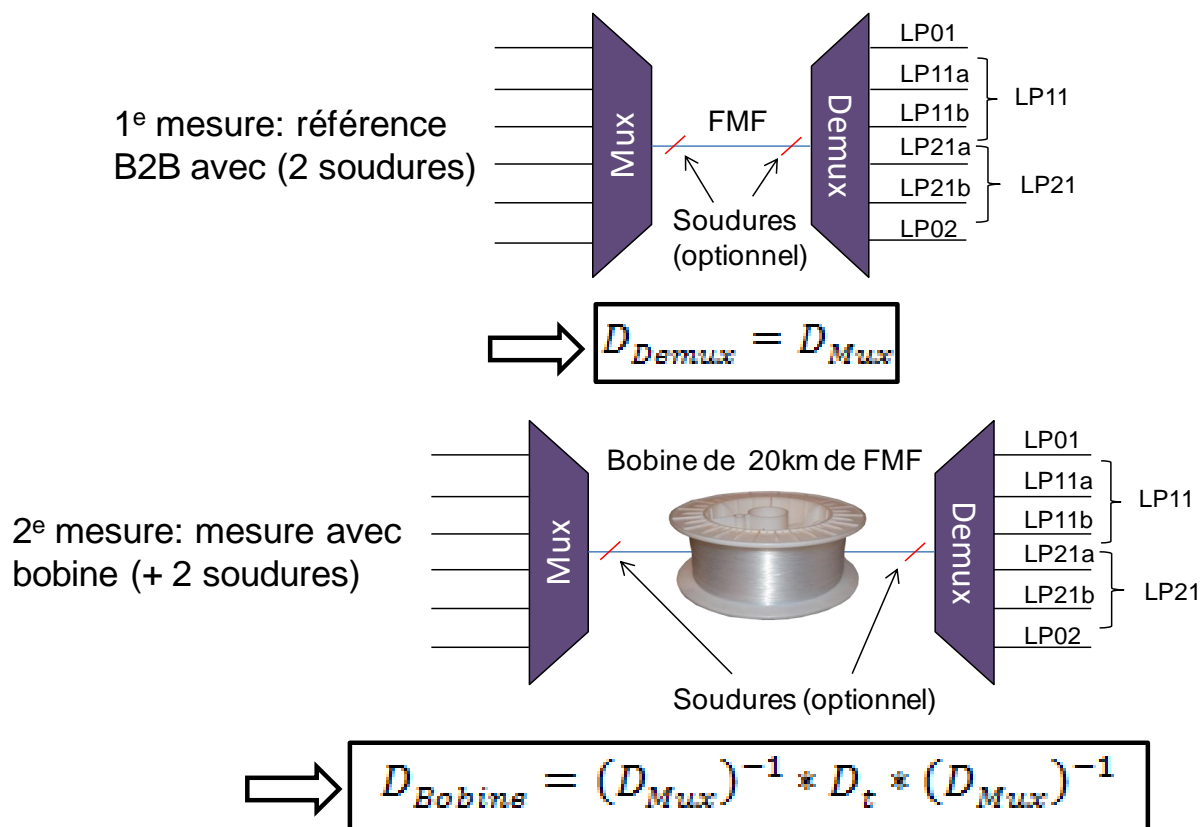 1e mesure: référence
B2B avec (2 soudures)
Mux
FMF
Soudures
(optionnel)
Demux
LP01
LP11a
LP11b
LP11
LP21a
LP21b
LP21
LP02
D_Demux = D_Mux
2e mesure: mesure avec
bobine (+ 2 soudures)
Mux
Bobine de 20km de FMF
Soudures (optionnel)
Demux
LP01
LP11a
LP11b
LP11
LP21a
LP21b
LP21
LP02
D_Bobine = (D_Mux)^-1 * D_t * (D_Mux)^-1